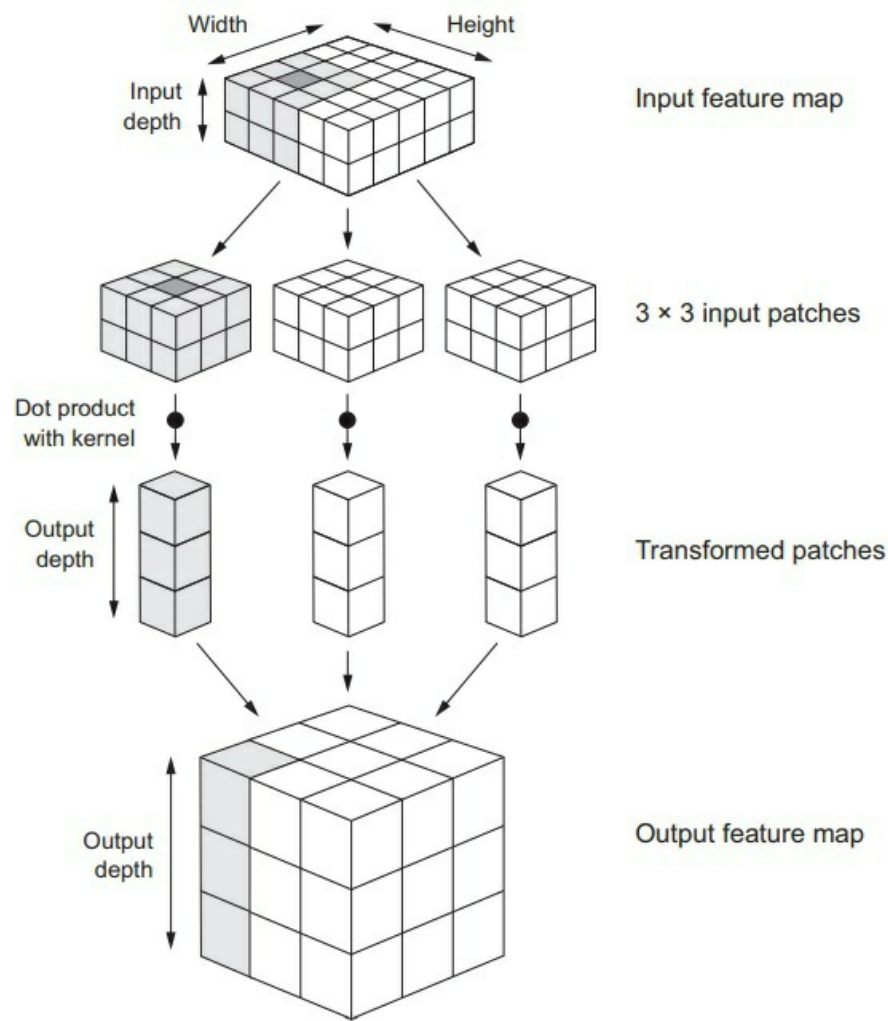 Width
Height
Input
depth
Input feature map
3 × 3 input patches
Dot product
with kernel
Output
depth
Transformed patches
Output
depth
Output feature map